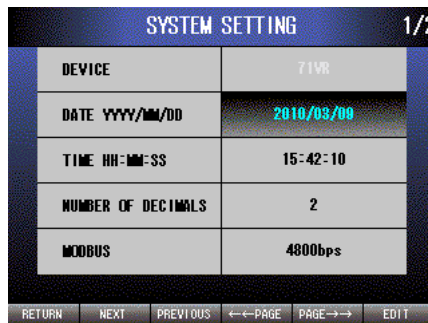 SYSTEM SETTING 1/2
DEVICE 71VR
DATE YYYY/MM/DD 2010/03/09
TIME HH:MM:SS 15:42:10
NUMBER OF DECIMALS 2
MODBUS 4800bps
RETURN NEXT PREVIOUS ←←PAGE PAGE→→ EDIT